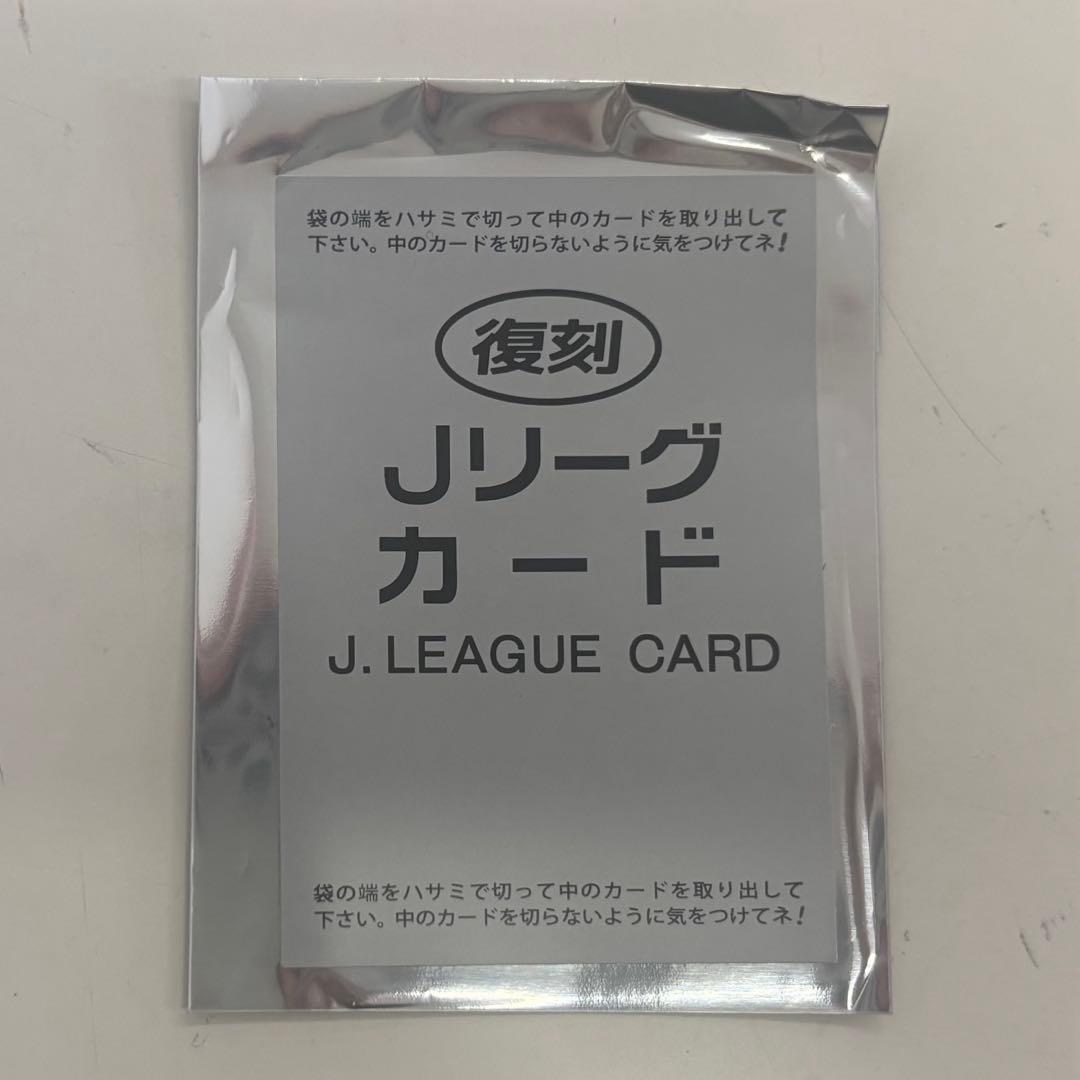 袋の端をハサミで切って中のカードを取り出して
下さい。中のカードを切らないように気をつけてネ!
復刻
Jリーグ
カード
J. LEAGUE CARD
袋の端をハサミで切って中のカードを取り出して
下さい。中のカードを切らないように気をつけてネ!